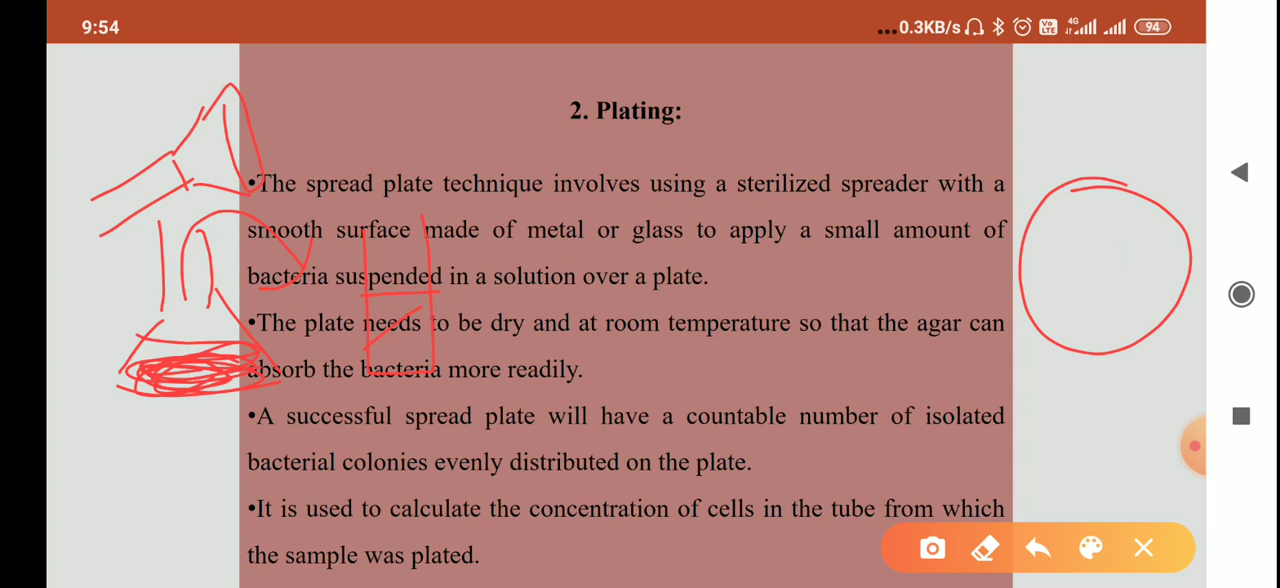 9:54
...0.3KB/s Vo LTE 4G 94
2. Plating:
•The spread plate technique involves using a sterilized spreader with a
smooth surface made of metal or glass to apply a small amount of
bacteria suspended in a solution over a plate.
•The plate needs to be dry and at room temperature so that the agar can
absorb the bacteria more readily.
•A successful spread plate will have a countable number of isolated
bacterial colonies evenly distributed on the plate.
•It is used to calculate the concentration of cells in the tube from which
the sample was plated.